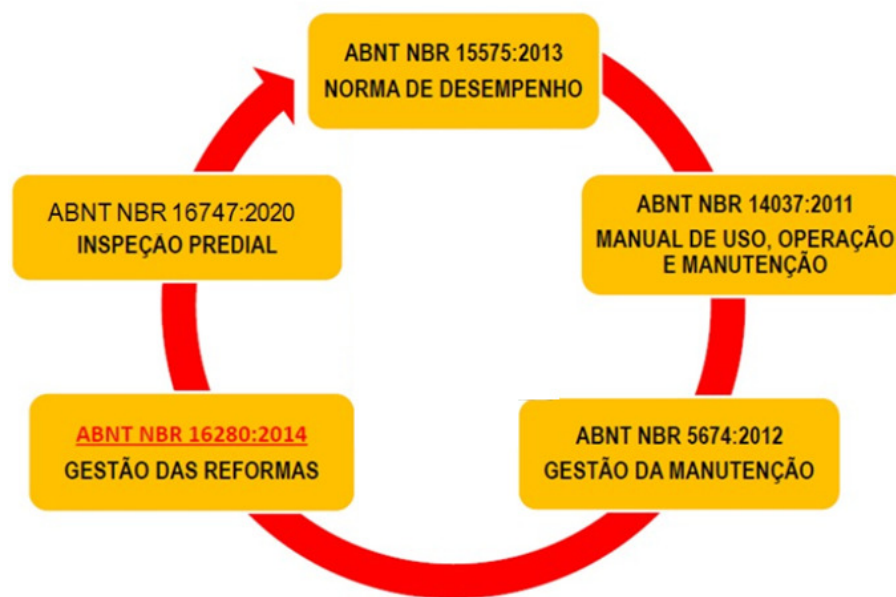 ABNT NBR 15575:2013
NORMA DE DESEMPENHO
ABNT NBR 14037:2011
MANUAL DE USO, OPERAÇÃO
E MANUTENÇÃO
ABNT NBR 5674:2012
GESTÃO DA MANUTENÇÃO
ABNT NBR 16280:2014
GESTÃO DAS REFORMAS
ABNT NBR 16747:2020
INSPEÇÃO PREDIAL